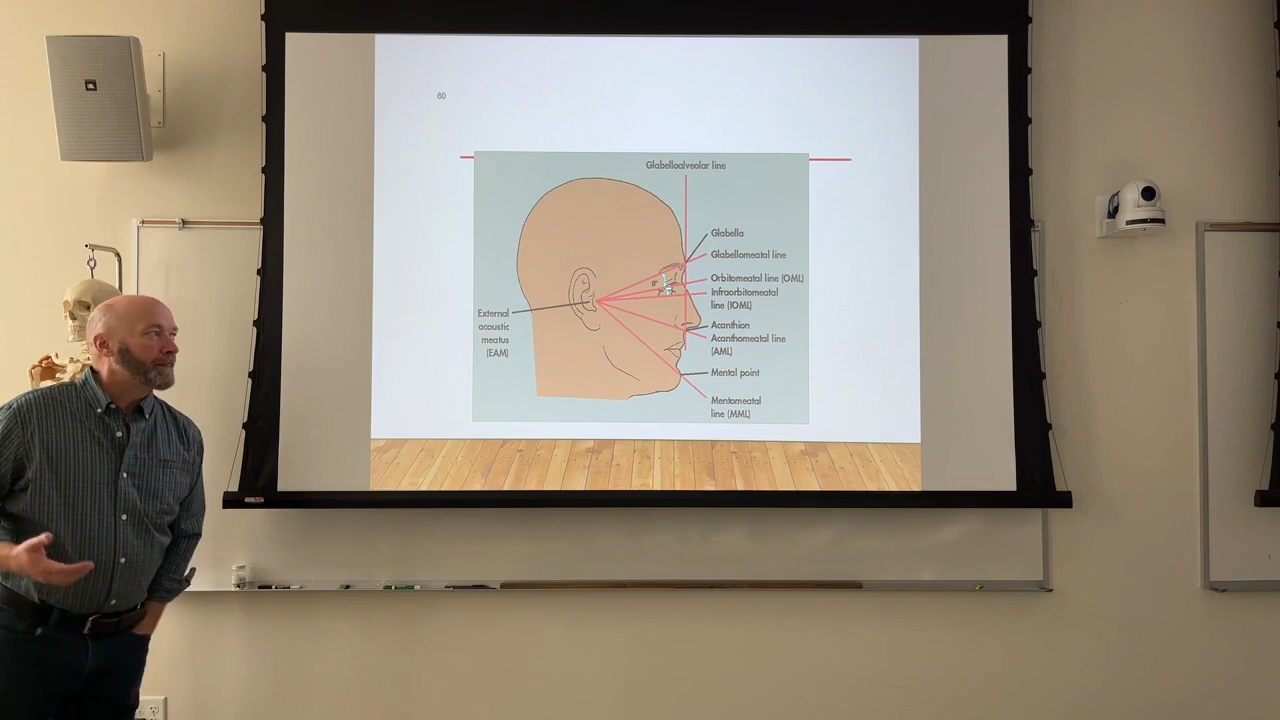 JBL
60
Glabelloalveolar line
Glabella
Glabellomeatal line
Orbitomeatal line (OML)
Infraorbitomeatal
line (IOML)
External
acoustic
meatus
(EAM)
Acanthion
Acanthomeatal line
(AML)
Mental point
Mentomeatal
line (MML)